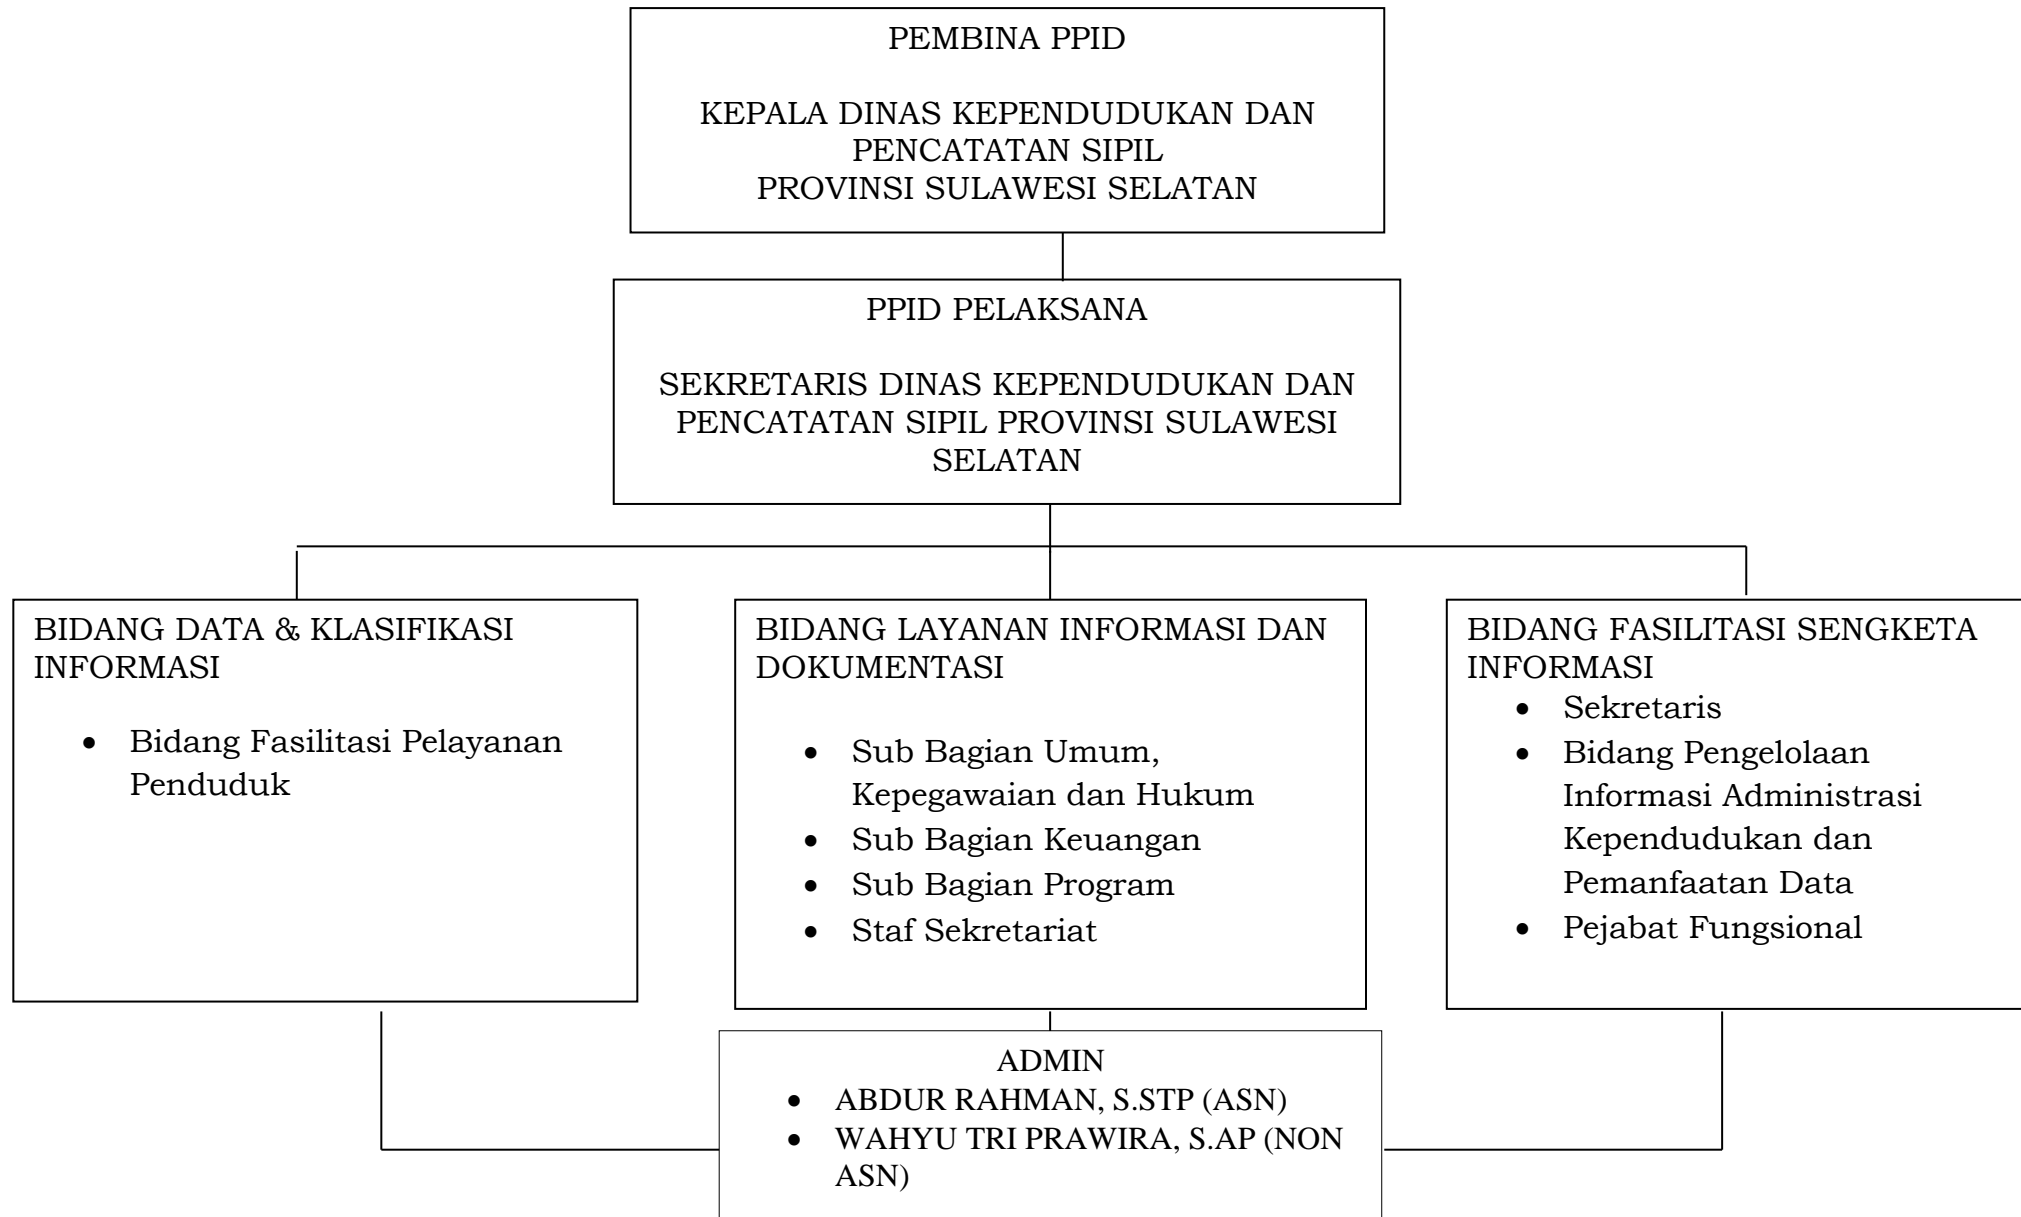 PEMBINA PPID
KEPALA DINAS KEPENDUDUKAN DAN
PENCATATAN SIPIL
PROVINSI SULAWESI SELATAN
PPID PELAKSANA
SEKRETARIS DINAS KEPENDUDUKAN DAN
PENCATATAN SIPIL PROVINSI SULAWESI
SELATAN
BIDANG DATA & KLASIFIKASI
INFORMASI
• Bidang Fasilitasi Pelayanan
Penduduk
BIDANG LAYANAN INFORMASI DAN
DOKUMENTASI
• Sub Bagian Umum,
Kepegawaian dan Hukum
• Sub Bagian Keuangan
• Sub Bagian Program
• Staf Sekretariat
BIDANG FASILITASI SENGKETA
INFORMASI
• Sekretaris
• Bidang Pengelolaan
Informasi Administrasi
Kependudukan dan
Pemanfaatan Data
• Pejabat Fungsional
ADMIN
• ABDUR RAHMAN, S.STP (ASN)
• WAHYU TRI PRAWIRA, S.AP (NON
ASN)